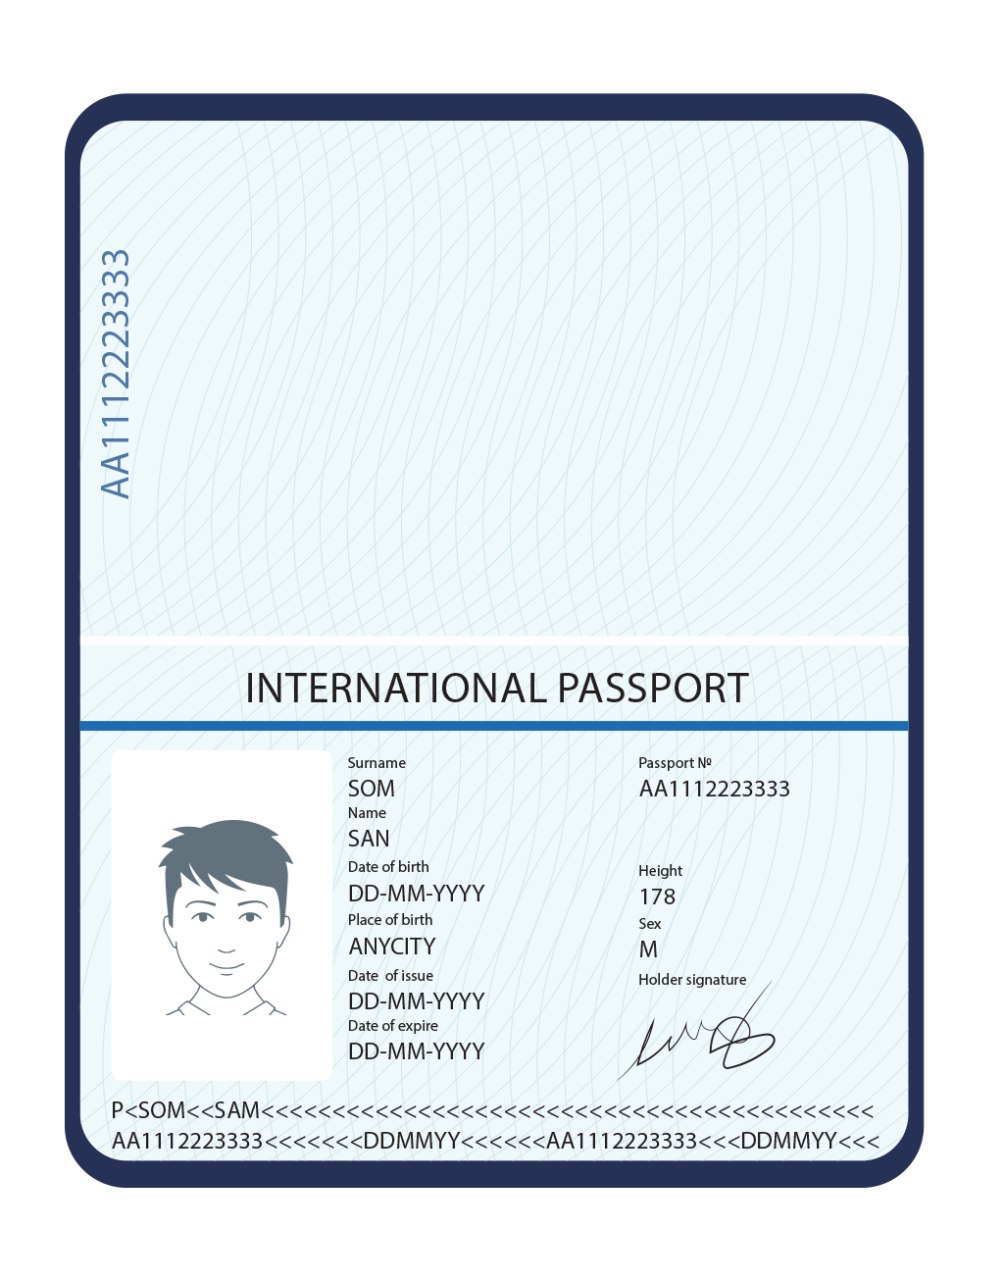 AA1112223333
INTERNATIONAL PASSPORT
Surname
SOM
Name
SAN
Date of birth
DD-MM-YYYY
Place of birth
ANYCITY
Date of issue
DD-MM-YYYY
Date of expire
DD-MM-YYYY
Passport №
AA1112223333
Height
178
Sex
M
Holder signature
P<SOM<<SAM<<<<<<<<<<<<<<<<<<<<<<<<<<<<<<<<<<<<<<<<<<<
AA1112223333<<<<<<<DDMMYY<<<<<<AA1112223333<<<DDMMYY<<<